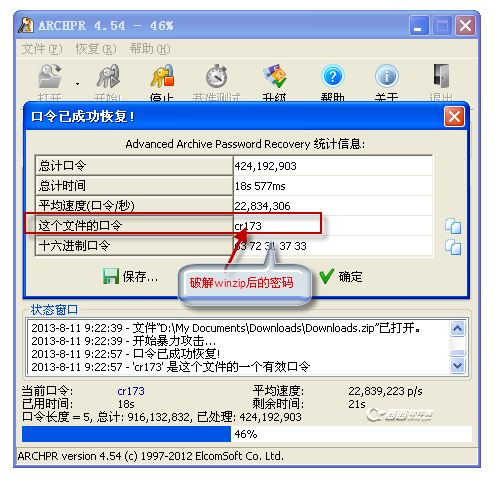 ARCHPR 4.54 - 46%
文件(F) 恢复(R) 帮助(H)
打开 开始! 停止 基准测试 升级 帮助 关于 退出
口令已成功恢复!
Advanced Archive Password Recovery 统计信息:
总计口令 424,192,903
总计时间 18s 577ms
平均速度(口令/秒) 22,834,306
这个文件的口令 cr173
十六进制口令 63 72 31 37 33
保存... 确定
破解winzip后的密码
状态窗口
2013-8-11 9:22:39 - 文件"D:\My Documents\Downloads\Downloads.zip"已打开。
2013-8-11 9:22:39 - 开始暴力攻击...
2013-8-11 9:22:57 - 口令已成功恢复!
2013-8-11 9:22:57 - 'cr173' 是这个文件的一个有效口令
当前口令: cr173 平均速度: 22,839,223 p/s
已用时间: 18s 剩余时间: 21s
口令长度 = 5, 总计: 916,132,832, 已处理: 424,192,903
46%
ARCHPR version 4.54 (c) 1997-2012 ElcomSoft Co. Ltd.